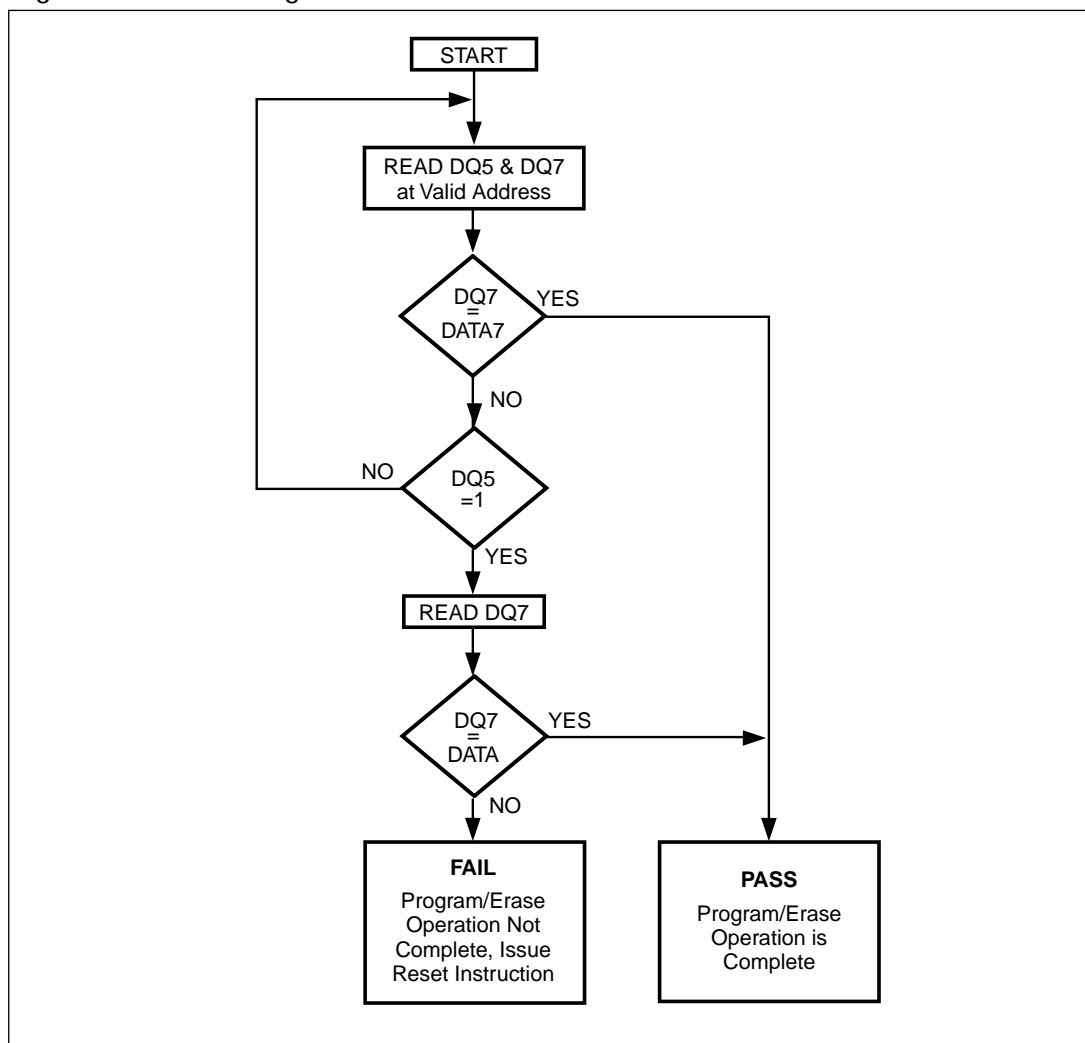 START
READ DQ5 & DQ7
at Valid Address
DQ7
=
DATA7
YES
NO
DQ5
=1
NO
YES
READ DQ7
DQ7
=
DATA
YES
NO
FAIL
Program/Erase
Operation Not
Complete, Issue
Reset Instruction
PASS
Program/Erase
Operation is
Complete